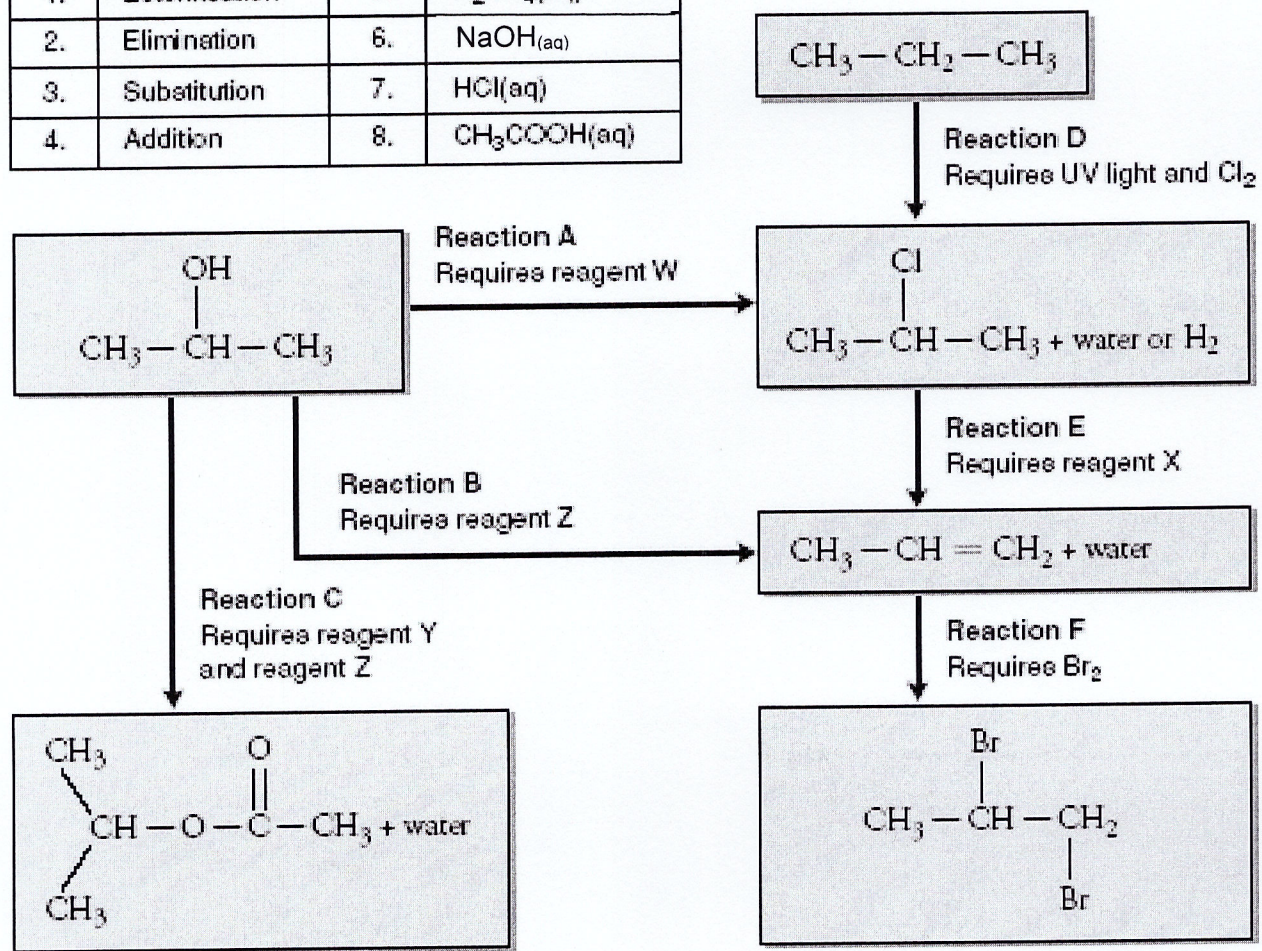 2. Elimination 6. NaOH(aq)
3. Substitution 7. HCl(aq)
4. Addition 8. CH3COOH(aq)
CH3—CH2—CH3
Reaction D
Requires UV light and Cl2
OH
CH3—CH—CH3
Reaction A
Requires reagent W
Cl
CH3—CH—CH3 + water or H2
Reaction E
Requires reagent X
Reaction B
Requires reagent Z
CH3—CH=CH2 + water
Reaction C
Requires reagent Y
and reagent Z
Reaction F
Requires Br2
CH3 O
CH—O—C—CH3 + water
CH3
Br
CH3—CH—CH2
Br